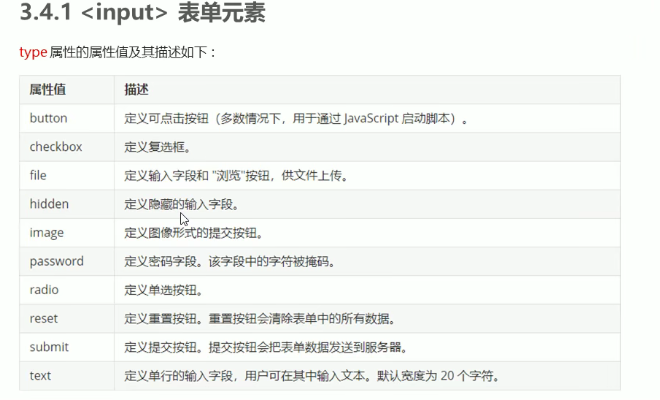 3.4.1 <input> 表单元素
type 属性的属性值及其描述如下：
属性值 描述
button 定义可点击按钮（多数情况下，用于通过 JavaScript 启动脚本）。
checkbox 定义复选框。
file 定义输入字段和 "浏览"按钮，供文件上传。
hidden 定义隐藏的输入字段。
image 定义图像形式的提交按钮。
password 定义密码字段。该字段中的字符被掩码。
radio 定义单选按钮。
reset 定义重置按钮。重置按钮会清除表单中的所有数据。
submit 定义提交按钮。提交按钮会把表单数据发送到服务器。
text 定义单行的输入字段，用户可在其中输入文本。默认宽度为 20 个字符。